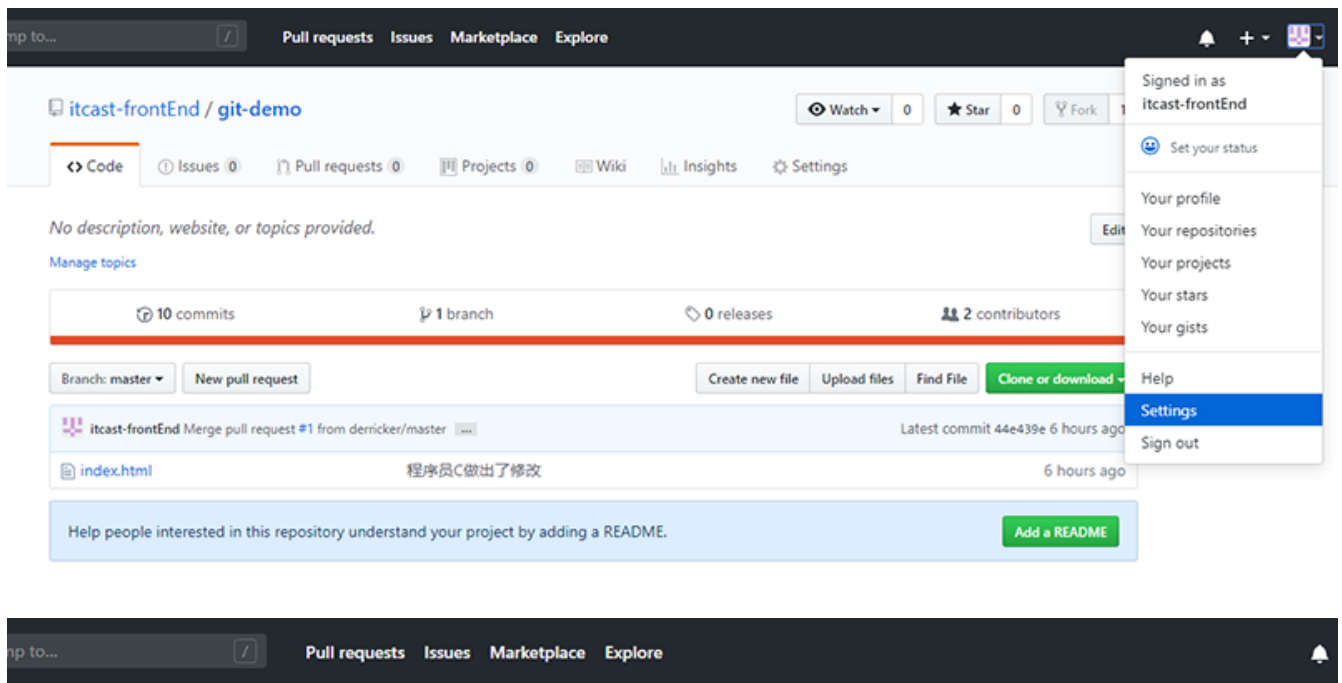 mp to... / Pull requests Issues Marketplace Explore
Signed in as
itcast-frontEnd
itcast-frontEnd / git-demo Watch 0 Star 0 Fork 1
Set your status
Code Issues 0 Pull requests 0 Projects 0 Wiki Insights Settings
Your profile
No description, website, or topics provided. Edit
Your repositories
Manage topics
Your projects
Your stars
10 commits 1 branch 0 releases 2 contributors
Your gists
Branch: master New pull request Create new file Upload files Find File Clone or download
Help
Settings
itcast-frontEnd Merge pull request #1 from derricker/master ... Latest commit 44e439e 6 hours ago
Sign out
index.html 程序员C做出了修改 6 hours ago
Help people interested in this repository understand your project by adding a README. Add a README
mp to... / Pull requests Issues Marketplace Explore